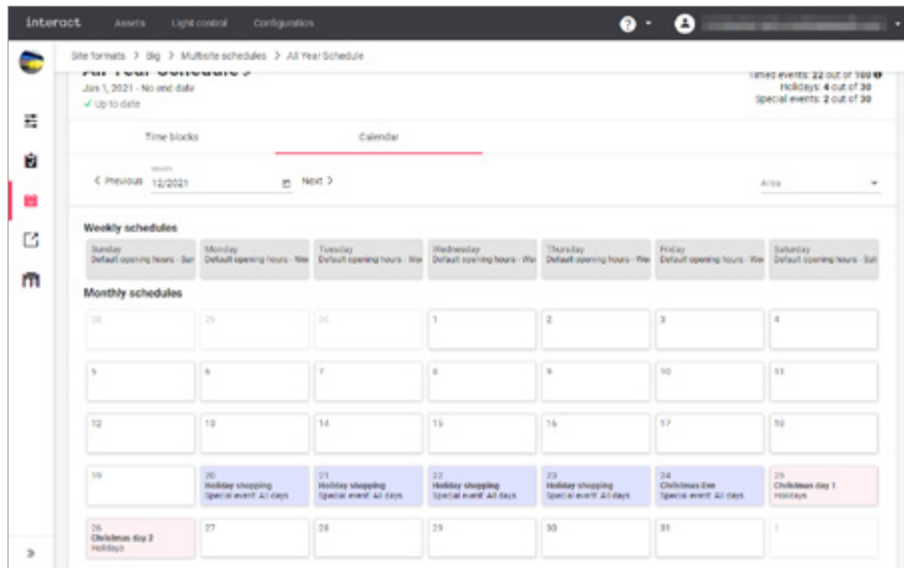 interact Assets Light control Configuration ?
Site formats > Big > Multisite schedules > All Year Schedule
All Year Schedule
Jan 1, 2021 - No end date
Timed events: 22 out of 100
Holidays: 4 out of 30
Up to date
Special events: 2 out of 30
Time blocks Calendar
Month
< Previous 12/2021 Next >
Area
Weekly schedules
Sunday Monday Tuesday Wednesday Thursday Friday Saturday
Default opening hours - Sun Default opening hours - Wee Default opening hours - Wee Default opening hours - Wee Default opening hours - Wee Default opening hours - Wee Default opening hours - Sat
Monthly schedules
28 29 30 1 2 3 4
5 6 7 8 9 10 11
12 13 14 15 16 17 18
19 20 21 22 23 24 25
Holiday shopping Holiday shopping Holiday shopping Holiday shopping Christmas Eve Christmas day 1
Special event: All days Special event: All days Special event: All days Special event: All days Special event: All days Holidays
26 27 28 29 30 31 1
Christmas day 2
Holidays